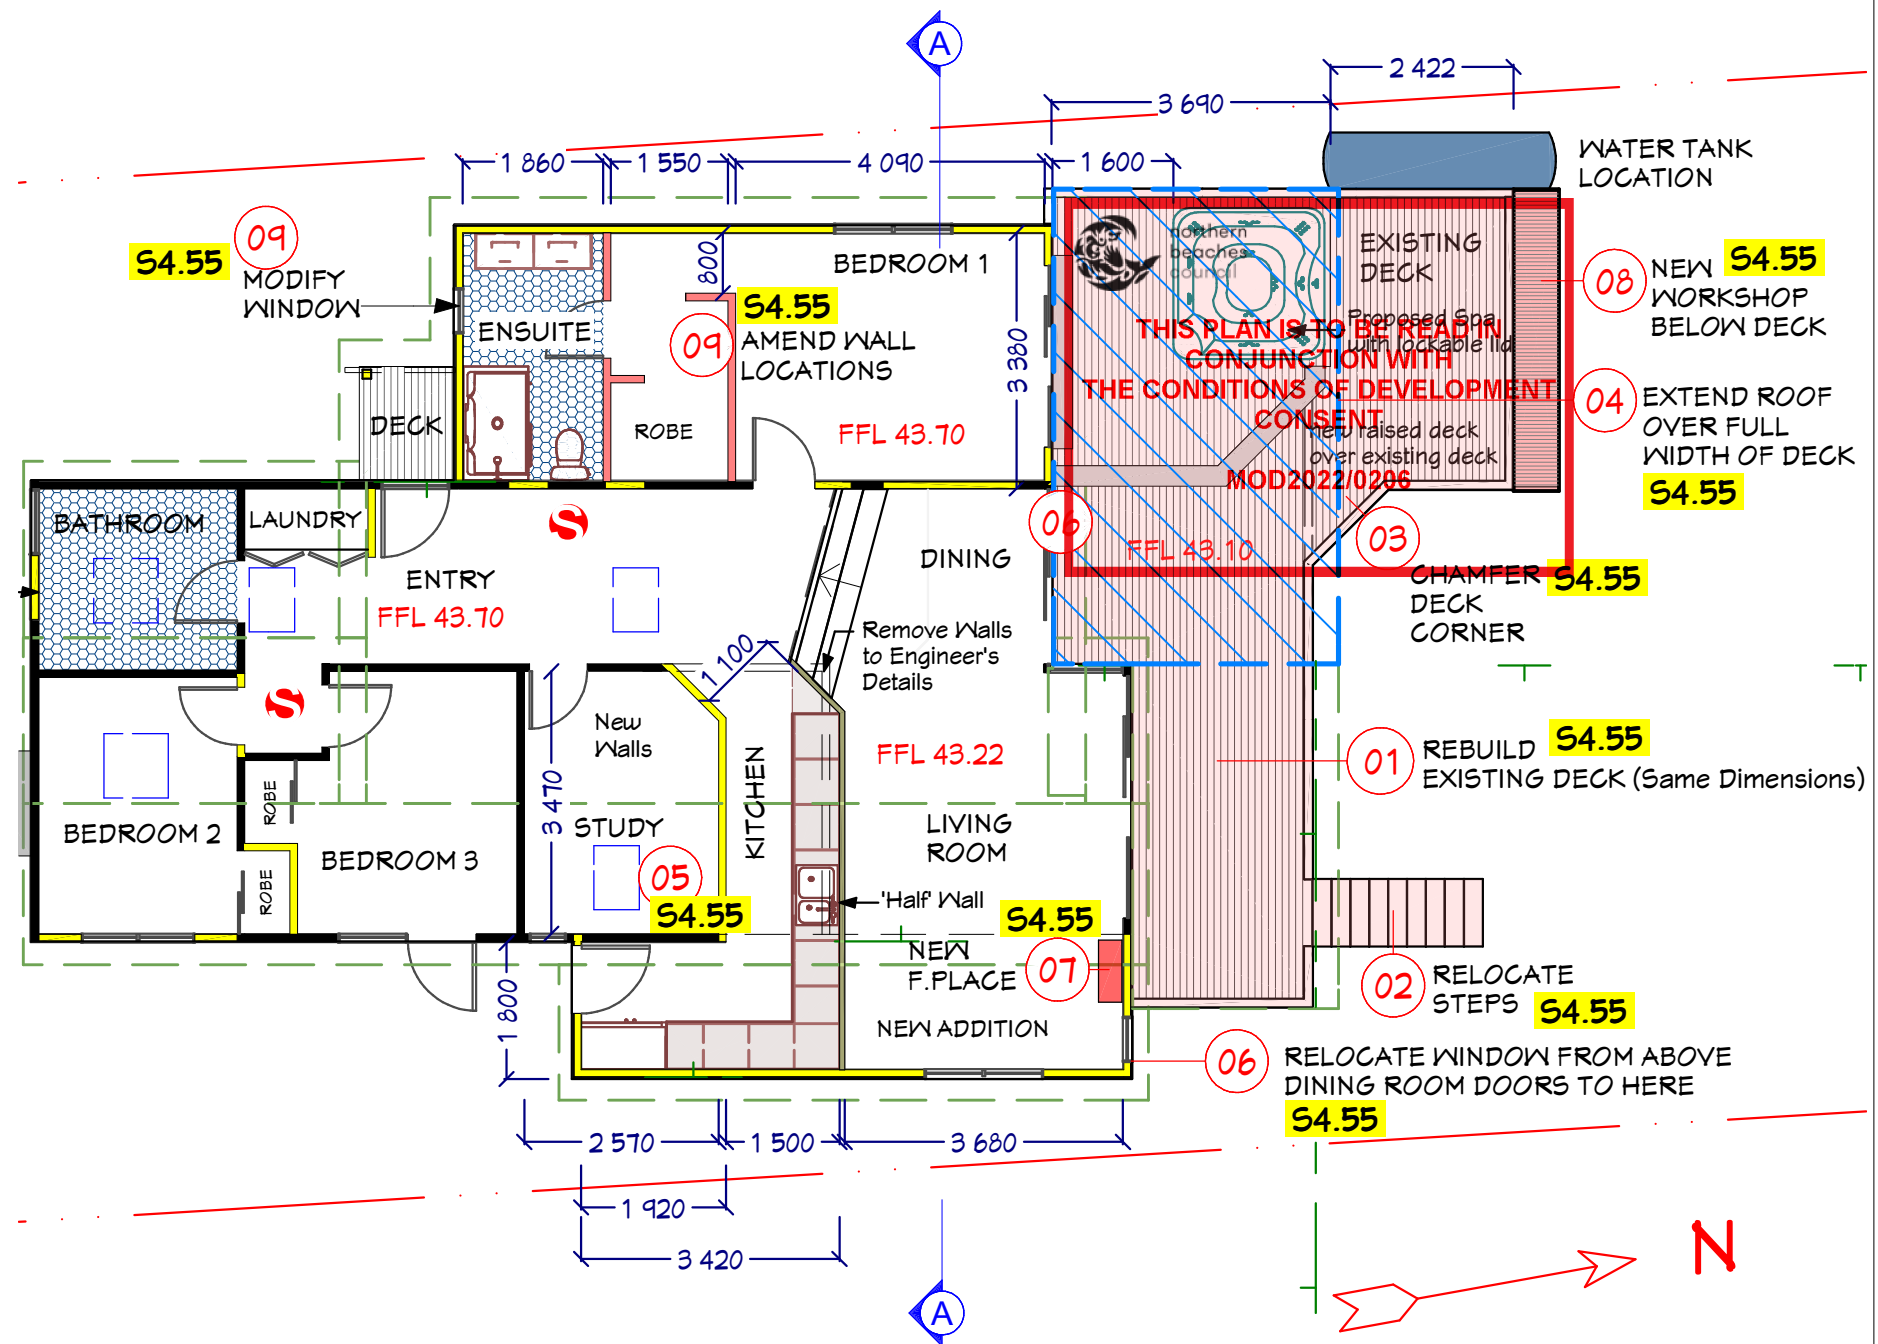 A
2 422
3 690
WATER TANK
LOCATION
1 860
1 550
4 090
1 600
09
S4.55
MODIFY
WINDOW
800
BEDROOM 1
northern
beaches
council
EXISTING
DECK
08
NEW S4.55
WORKSHOP
BELOW DECK
ENSUITE
S4.55
09
AMEND WALL
LOCATIONS
3 380
Proposed Spa
with lockable lid
THIS PLAN IS TO BE READ IN
CONJUNCTION WITH
THE CONDITIONS OF DEVELOPMENT
CONSENT
MOD2022/0206
04
EXTEND ROOF
OVER FULL
WIDTH OF DECK
S4.55
DECK
ROBE
FFL 43.70
New raised deck
over existing deck
06
03
FFL 43.10
CHAMFER S4.55
DECK
CORNER
BATHROOM
LAUNDRY
S
ENTRY
FFL 43.70
DINING
Remove Walls
to Engineer's
Details
1 100
S
New
Walls
KITCHEN
FFL 43.22
01
REBUILD S4.55
EXISTING DECK (Same Dimensions)
3 470
ROBE
BEDROOM 2
BEDROOM 3
STUDY
LIVING
ROOM
ROBE
05
S4.55
'Half' Wall
S4.55
NEW
F.PLACE
07
02
RELOCATE
STEPS S4.55
1 800
NEW ADDITION
06
RELOCATE WINDOW FROM ABOVE
DINING ROOM DOORS TO HERE
S4.55
2 570
1 500
3 680
1 920
3 420
N
A